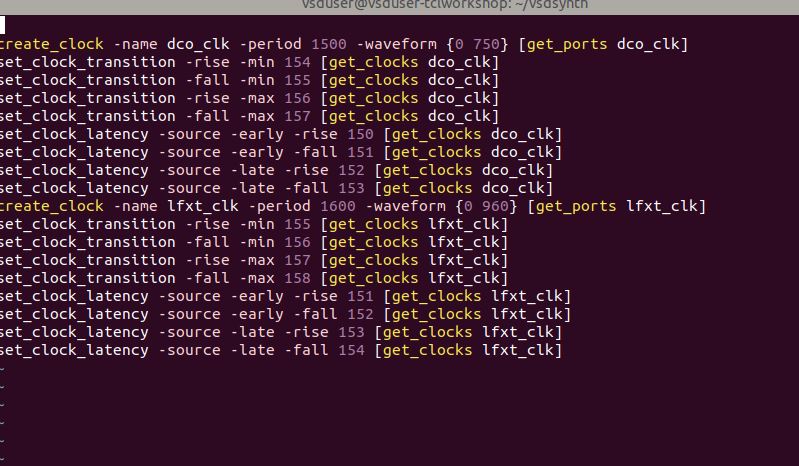 vsduser@vsduser-tclworkshop: ~/vsdsynth
create_clock -name dco_clk -period 1500 -waveform {0 750} [get_ports dco_clk]
set_clock_transition -rise -min 154 [get_clocks dco_clk]
set_clock_transition -fall -min 155 [get_clocks dco_clk]
set_clock_transition -rise -max 156 [get_clocks dco_clk]
set_clock_transition -fall -max 157 [get_clocks dco_clk]
set_clock_latency -source -early -rise 150 [get_clocks dco_clk]
set_clock_latency -source -early -fall 151 [get_clocks dco_clk]
set_clock_latency -source -late -rise 152 [get_clocks dco_clk]
set_clock_latency -source -late -fall 153 [get_clocks dco_clk]
create_clock -name lfxt_clk -period 1600 -waveform {0 960} [get_ports lfxt_clk]
set_clock_transition -rise -min 155 [get_clocks lfxt_clk]
set_clock_transition -fall -min 156 [get_clocks lfxt_clk]
set_clock_transition -rise -max 157 [get_clocks lfxt_clk]
set_clock_transition -fall -max 158 [get_clocks lfxt_clk]
set_clock_latency -source -early -rise 151 [get_clocks lfxt_clk]
set_clock_latency -source -early -fall 152 [get_clocks lfxt_clk]
set_clock_latency -source -late -rise 153 [get_clocks lfxt_clk]
set_clock_latency -source -late -fall 154 [get_clocks lfxt_clk]
~
~
~
~
~
~